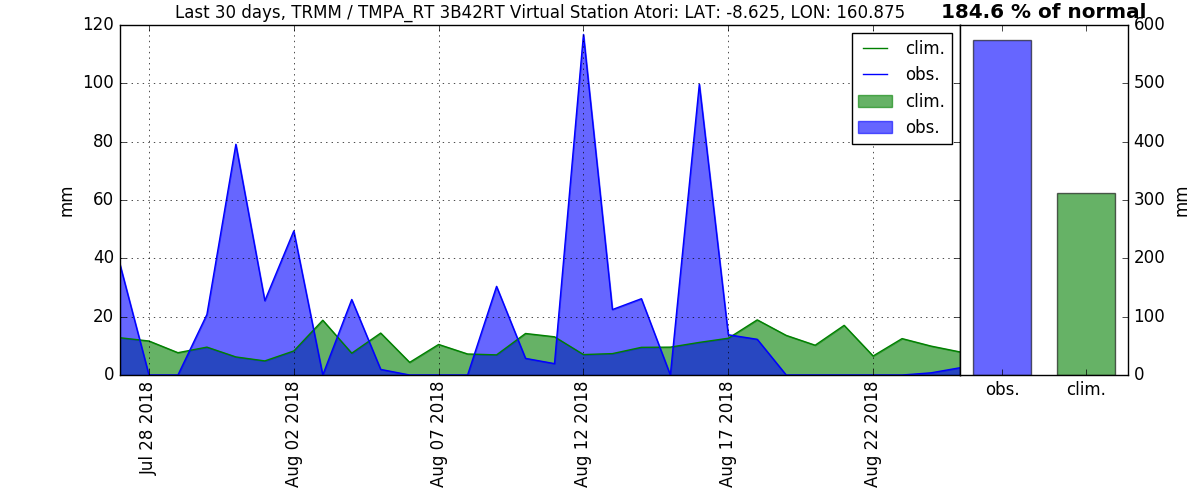 Last 30 days, TRMM / TMPA_RT 3B42RT Virtual Station Atori: LAT: -8.625, LON: 160.875
184.6 % of normal
mm
120
100
80
60
40
20
0
clim.
obs.
clim.
obs.
600
500
400
300
200
100
0
mm
Jul 28 2018
Aug 02 2018
Aug 07 2018
Aug 12 2018
Aug 17 2018
Aug 22 2018
obs.
clim.